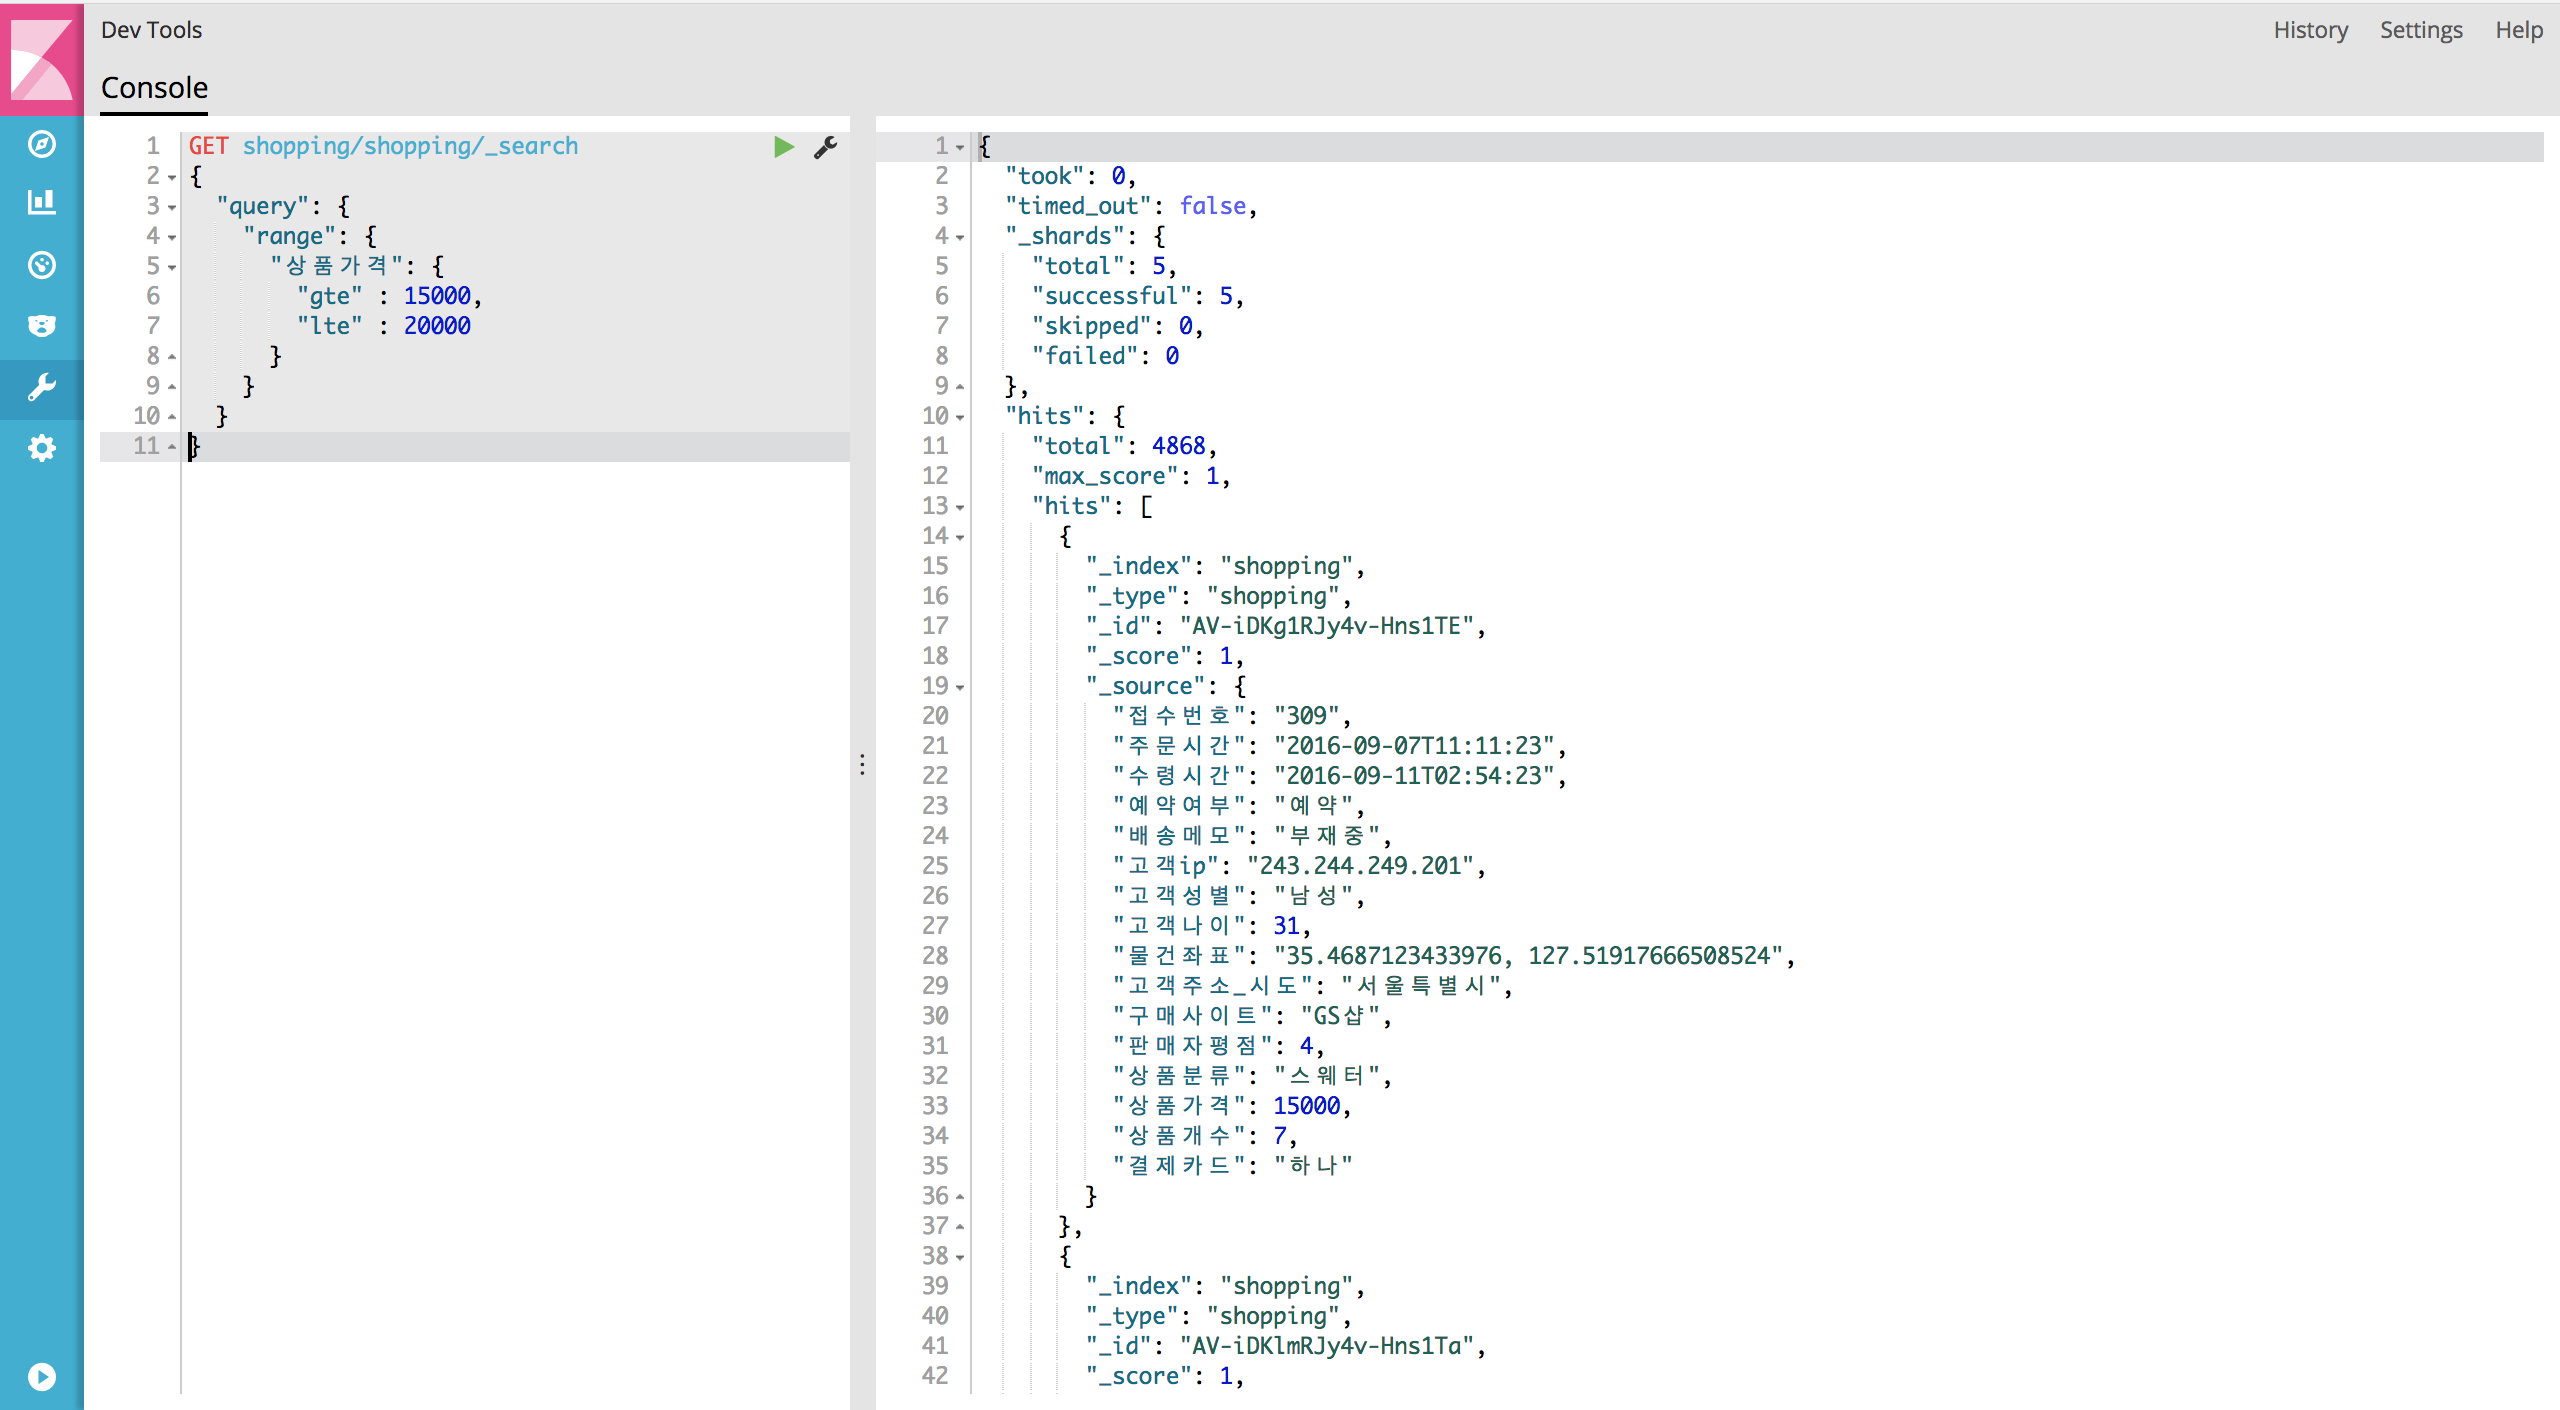 Dev Tools
History Settings Help
Console
1 GET shopping/shopping/_search
2 {
3 "query": {
4 "range": {
5 "상품가격": {
6 "gte" : 15000,
7 "lte" : 20000
8 }
9 }
10 }
11 }
1 {
2 "took": 0,
3 "timed_out": false,
4 "_shards": {
5 "total": 5,
6 "successful": 5,
7 "skipped": 0,
8 "failed": 0
9 },
10 "hits": {
11 "total": 4868,
12 "max_score": 1,
13 "hits": [
14 {
15 "_index": "shopping",
16 "_type": "shopping",
17 "_id": "AV-iDKg1RJy4v-Hns1TE",
18 "_score": 1,
19 "_source": {
20 "접수번호": "309",
21 "주문시간": "2016-09-07T11:11:23",
22 "수령시간": "2016-09-11T02:54:23",
23 "예약여부": "예약",
24 "배송메모": "부재중",
25 "고객ip": "243.244.249.201",
26 "고객성별": "남성",
27 "고객나이": 31,
28 "물건좌표": "35.4687123433976, 127.51917666508524",
29 "고객주소_시도": "서울특별시",
30 "구매사이트": "GS샵",
31 "판매자평점": 4,
32 "상품분류": "스웨터",
33 "상품가격": 15000,
34 "상품개수": 7,
35 "결제카드": "하나"
36 }
37 },
38 {
39 "_index": "shopping",
40 "_type": "shopping",
41 "_id": "AV-iDKlmRJy4v-Hns1Ta",
42 "_score": 1,